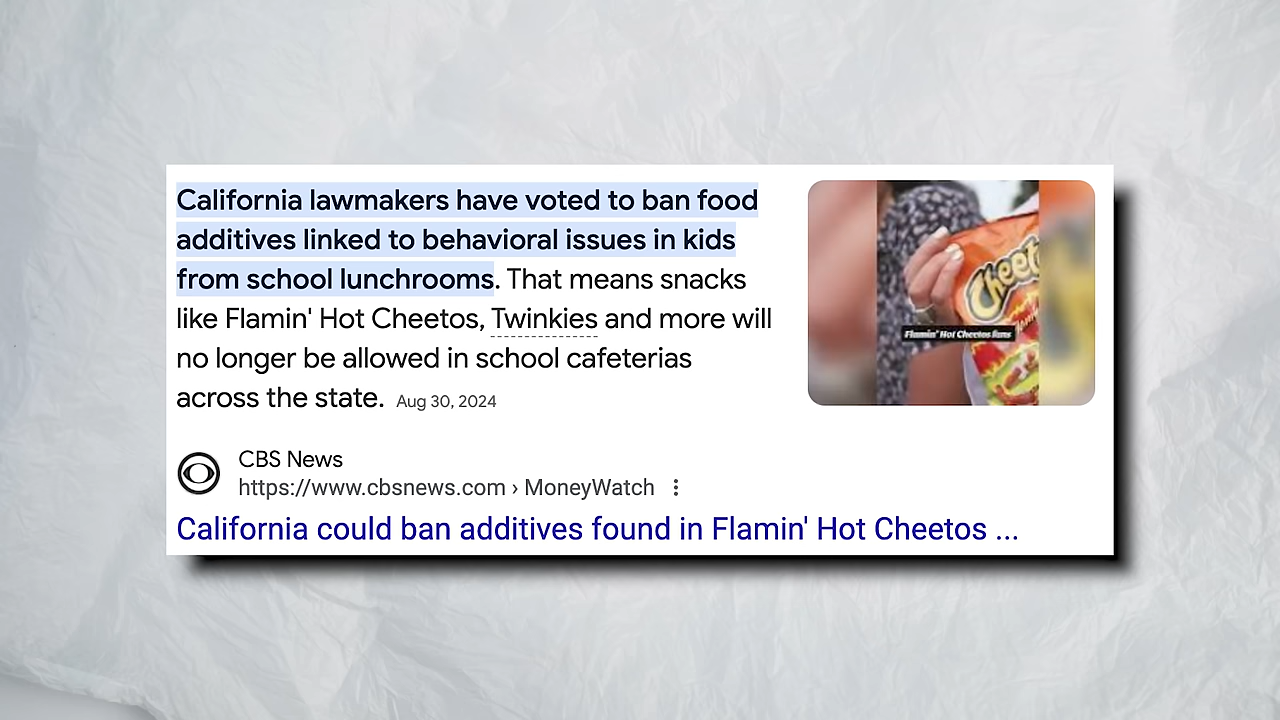 California lawmakers have voted to ban food
additives linked to behavioral issues in kids
from school lunchrooms. That means snacks
like Flamin' Hot Cheetos, Twinkies and more will
no longer be allowed in school cafeterias
across the state. Aug 30, 2024
Cheet
Flamin' Hot Cheetos fans
CBS News
https://www.cbsnews.com › MoneyWatch
California could ban additives found in Flamin' Hot Cheetos ...